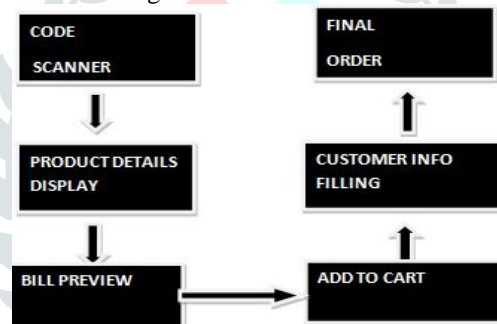 CODE
SCANNER
PRODUCT DETAILS
DISPLAY
BILL PREVIEW
ADD TO CART
CUSTOMER INFO
FILLING
FINAL
ORDER